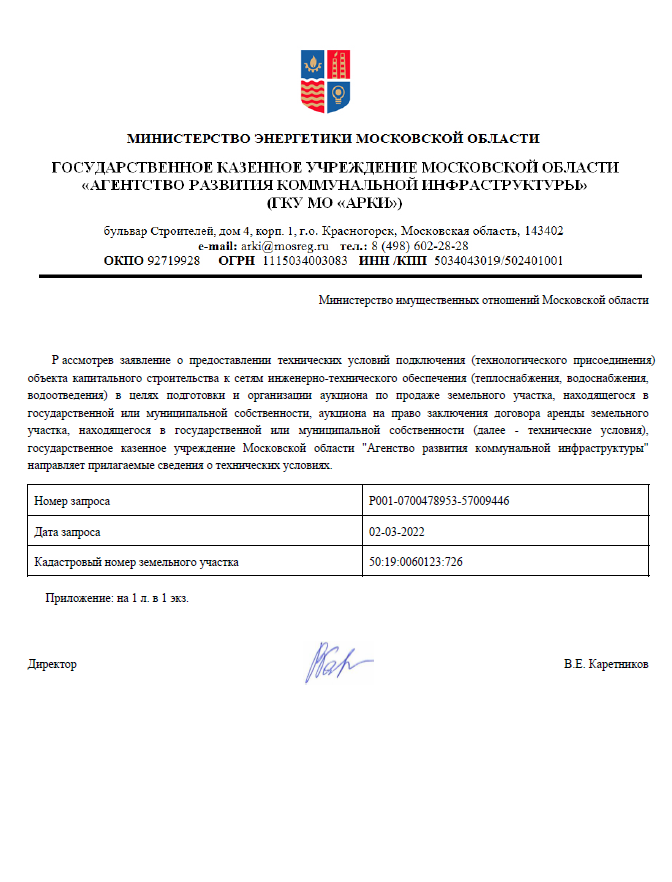 МИНИСТЕРСТВО ЭНЕРГЕТИКИ МОСКОВСКОЙ ОБЛАСТИ
ГОСУДАРСТВЕННОЕ КАЗЕННОЕ УЧРЕЖДЕНИЕ МОСКОВСКОЙ ОБЛАСТИ
«АГЕНТСТВО РАЗВИТИЯ КОММУНАЛЬНОЙ ИНФРАСТРУКТУРЫ»
(ГКУ МО «АРКИ»)
бульвар Строителей, дом 4, корп. 1, г.о. Красногорск, Московская область, 143402
e-mail: arki@mosreg.ru тел.: 8 (498) 602-28-28
ОКПО 92719928 ОГРН 1115034003083 ИНН /КПП 5034043019/502401001
Министерство имущественных отношений Московской области
Рассмотрев заявление о предоставлении технических условий подключения (технологического присоединения)
объекта капитального строительства к сетям инженерно-технического обеспечения (теплоснабжения, водоснабжения,
водоотведения) в целях подготовки и организации аукциона по продаже земельного участка, находящегося в
государственной или муниципальной собственности, аукциона на право заключения договора аренды земельного
участка, находящегося в государственной или муниципальной собственности (далее - технические условия),
государственное казенное учреждение Московской области "Агенство развития коммунальной инфраструктуры"
направляет прилагаемые сведения о технических условиях.
Номер запроса P001-0700478953-57009446
Дата запроса 02-03-2022
Кадастровый номер земельного участка 50:19:0060123:726
Приложение: на 1 л. в 1 экз.
Директор В.Е. Каретников